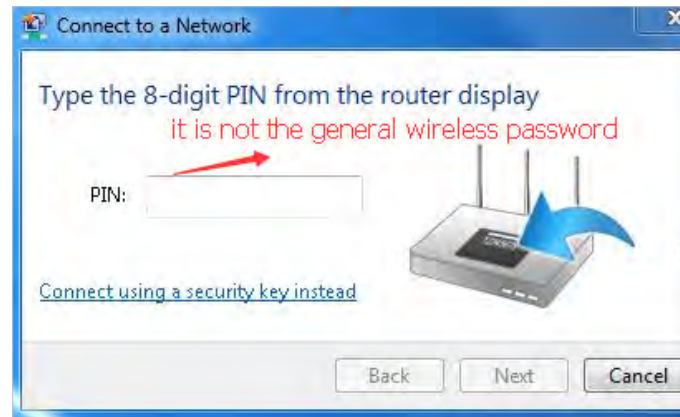 Connect to a Network
Type the 8-digit PIN from the router display
it is not the general wireless password
PIN:
Connect using a security key instead
Back Next Cancel